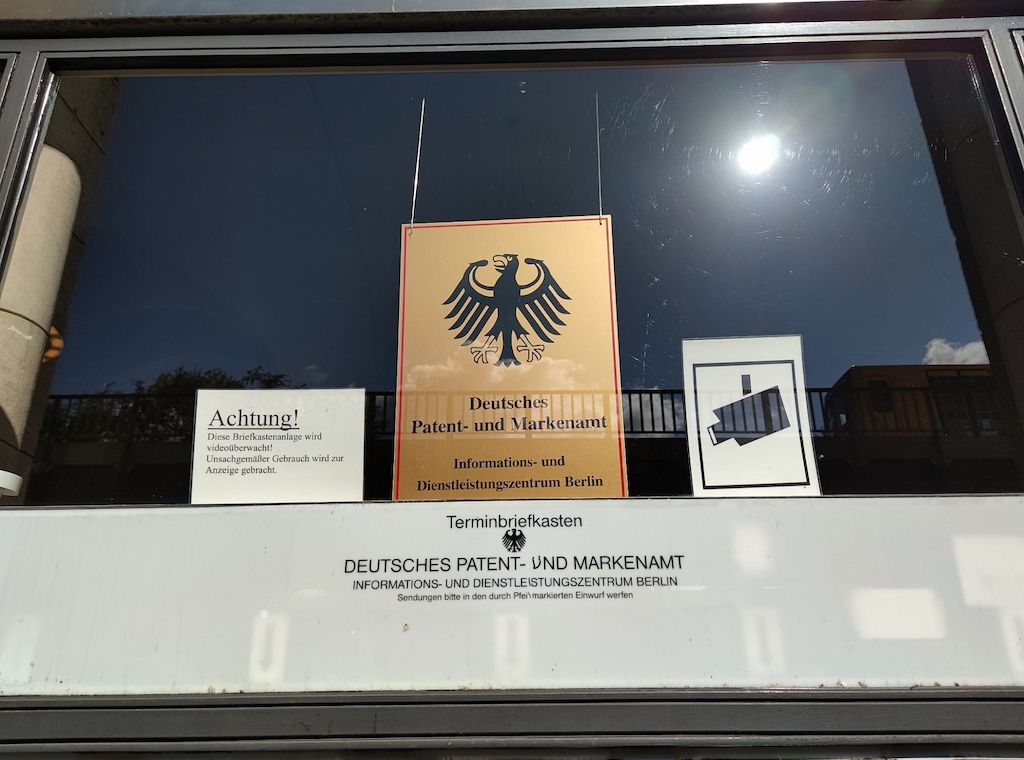 Achtung!
Diese Briefkastenanlage wird
videoüberwacht!
Unsachgemäßer Gebrauch wird zur
Anzeige gebracht.
Deutsches
Patent- und Markenamt
Informations- und
Dienstleistungszentrum Berlin
Terminbriefkasten
DEUTSCHES PATENT- UND MARKENAMT
INFORMATIONS- UND DIENSTLEISTUNGSZENTRUM BERLIN
Sendungen bitte in den durch Pfeil markierten Einwurf werfen